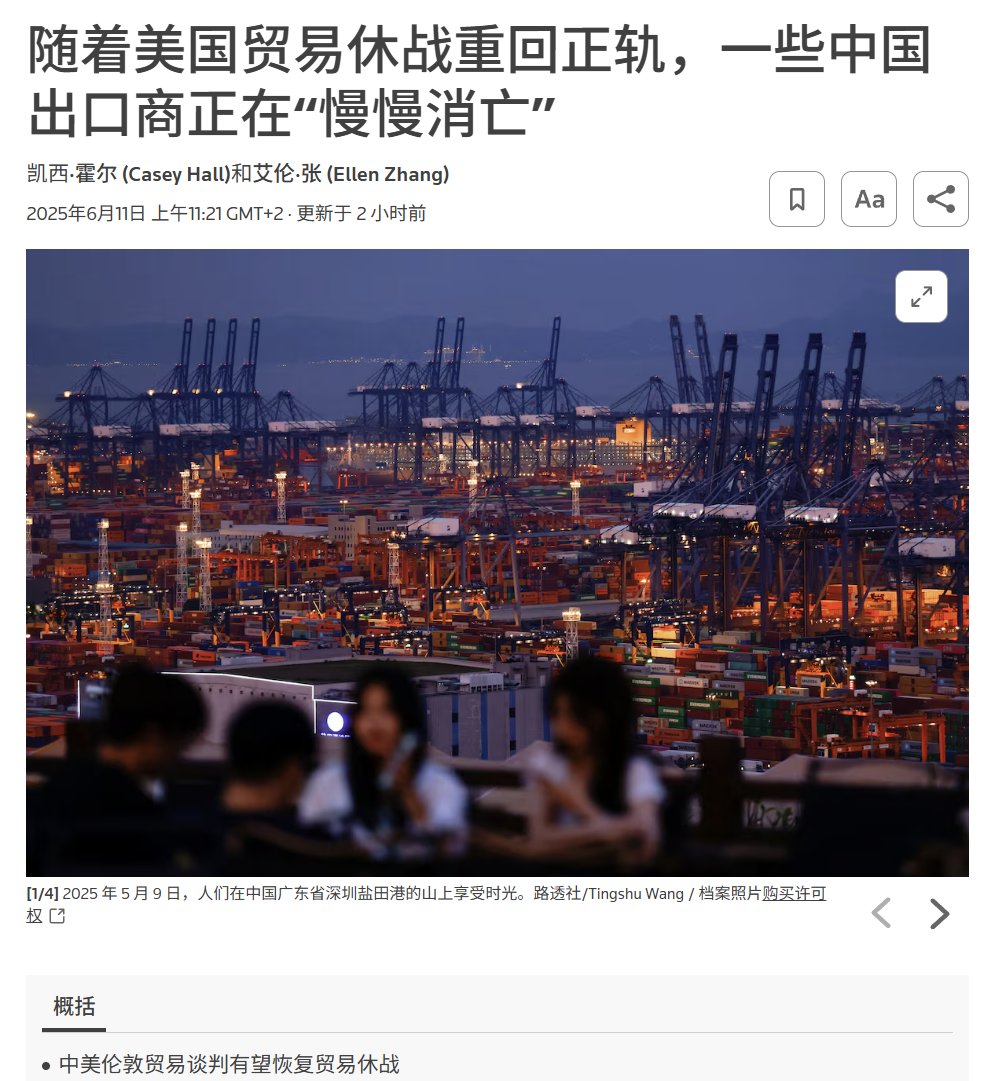 随着美国贸易休战重回正轨，一些中国
出口商正在“慢慢消亡”
凯西·霍尔 (Casey Hall)和艾伦·张 (Ellen Zhang)
2025年6月11日 上午11:21 GMT+2 · 更新于 2 小时前
Aa
[1/4] 2025 年 5 月 9 日，人们在中国广东省深圳盐田港的山上享受时光。路透社/Tingshu Wang / 档案照片购买许可
权
概括
中美伦敦贸易谈判有望恢复贸易休战